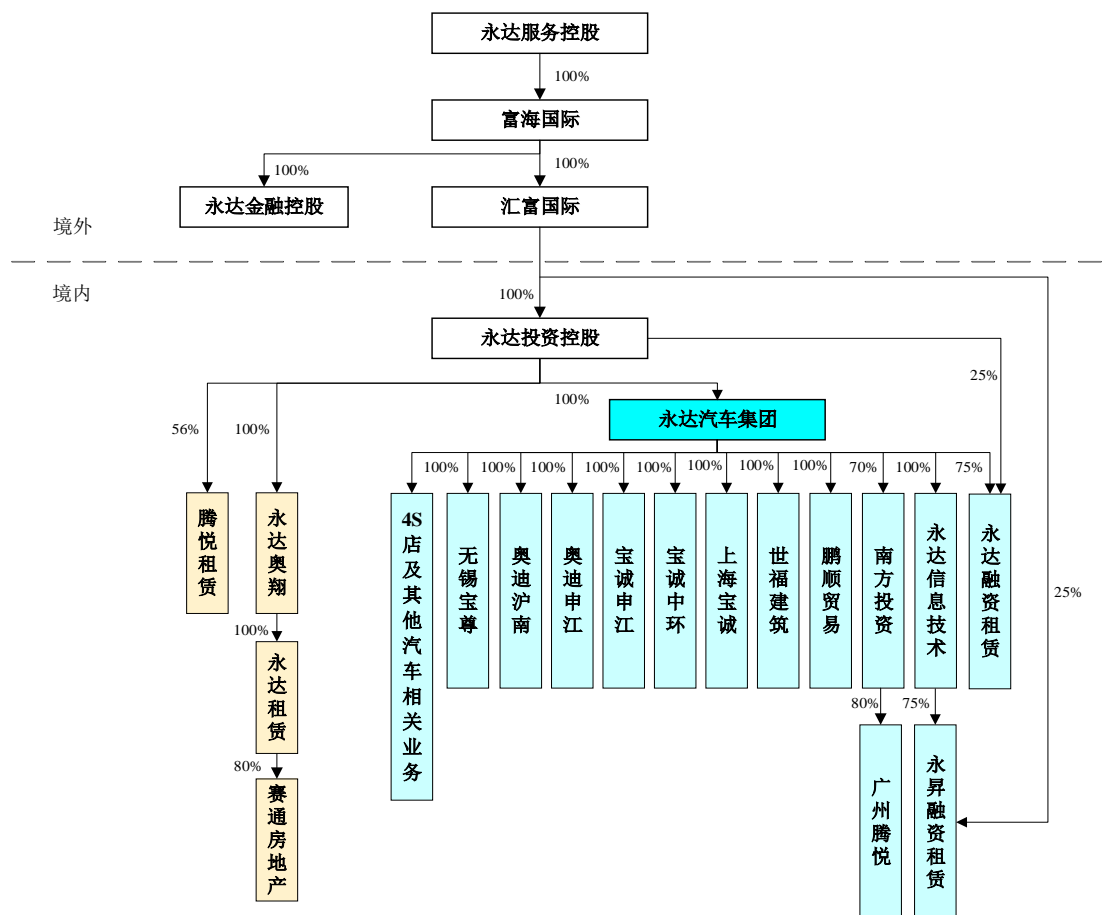 永达服务控股
100%
富海国际
100%
100%
永达金融控股
汇富国际
境外
境内
100%
永达投资控股
25%
100%
永达汽车集团
56%
100%
100%
100%
100%
100%
100%
100%
100%
100%
70%
100%
75%
腾悦租赁
永达奥翔
4S店及其他汽车相关业务
无锡宝尊
奥迪沪南
奥迪申江
宝诚申江
宝诚中环
上海宝诚
世福建筑
鹏顺贸易
南方投资
永达信息技术
永达融资租赁
25%
100%
永达租赁
80%
75%
80%
赛通房地产
广州腾悦
永昇融资租赁